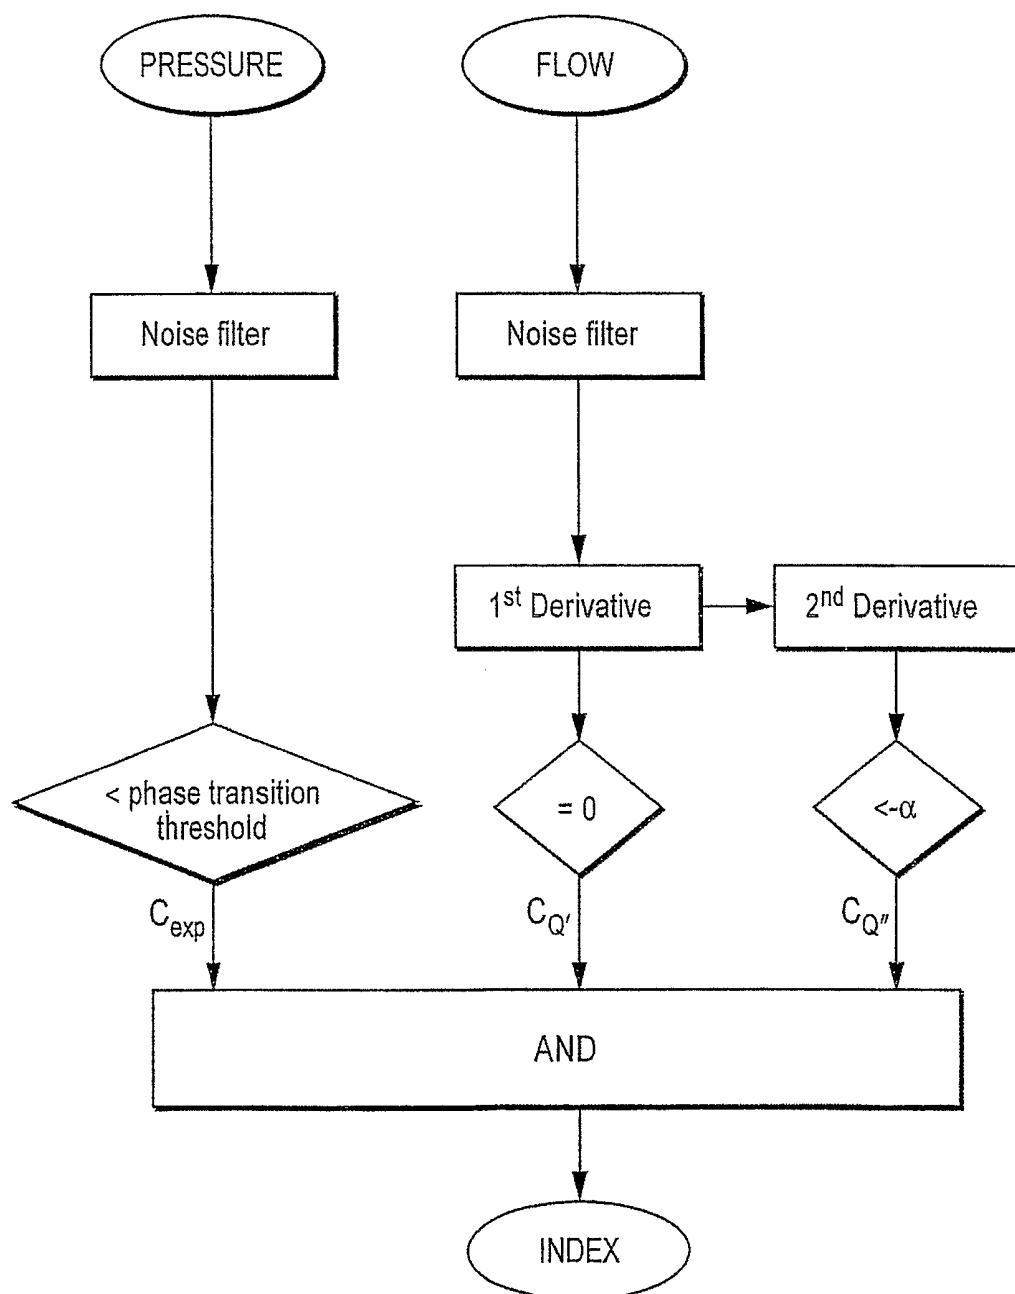 PRESSURE
FLOW
Noise filter
Noise filter
1st Derivative
2nd Derivative
< phase transition
threshold
= 0
<-α
Cexp
CQ′
CQ″
AND
INDEX